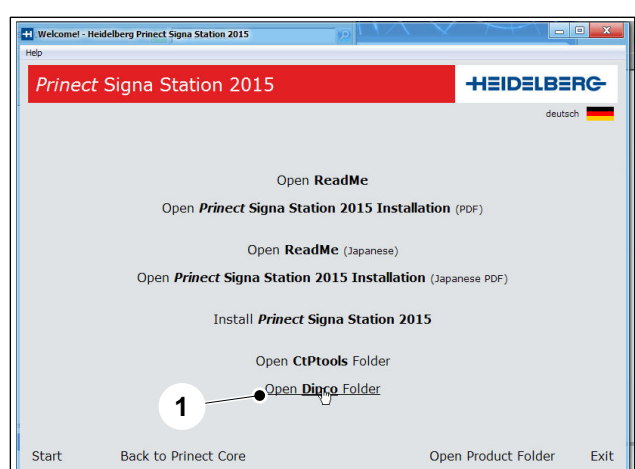 Welcome! - Heidelberg Prinect Signa Station 2015
Help
Prinect Signa Station 2015
HEIDELBERG
deutsch
Open ReadMe
Open Prinect Signa Station 2015 Installation (PDF)
Open ReadMe (Japanese)
Open Prinect Signa Station 2015 Installation (Japanese PDF)
Install Prinect Signa Station 2015
Open CtPtools Folder
Open Dipco Folder
1
Start Back to Prinect Core Open Product Folder Exit